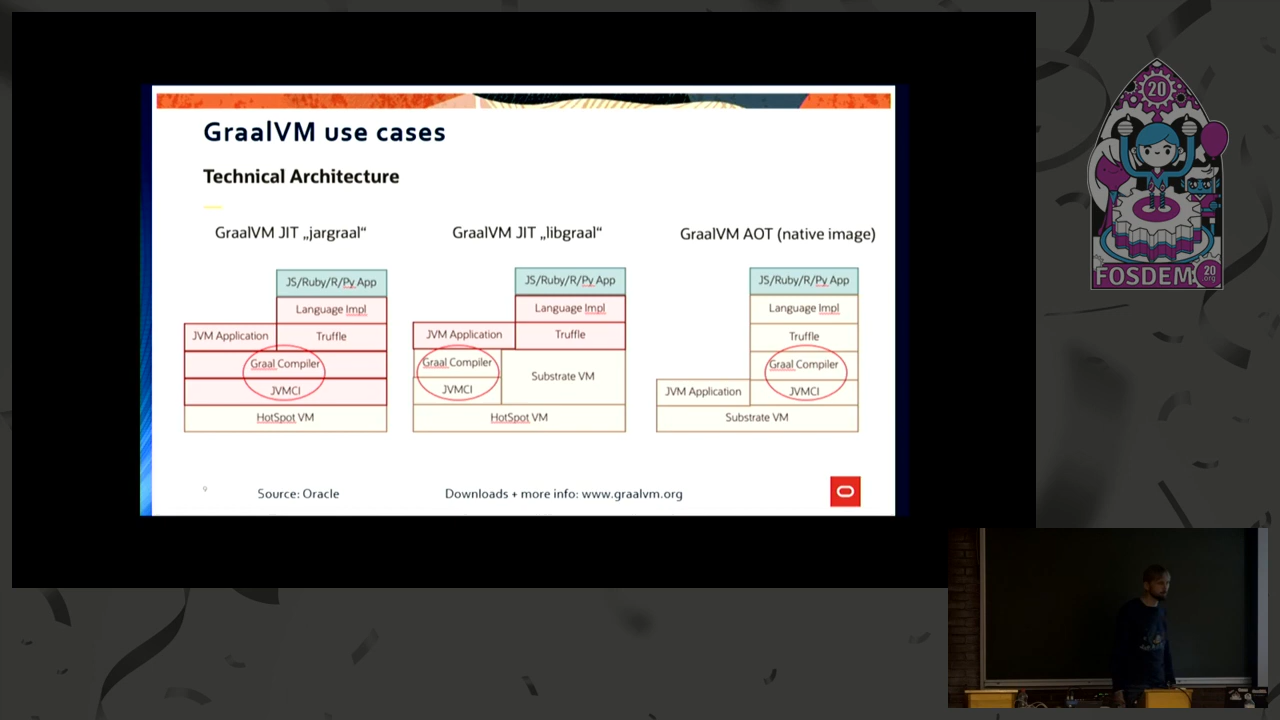 GraalVM use cases
Technical Architecture
GraalVM JIT „jargraal“
JS/Ruby/R/Py App
Language Impl
JVM Application
Truffle
Graal Compiler
JVMCI
HotSpot VM
GraalVM JIT „libgraal“
JS/Ruby/R/Py App
Language Impl
JVM Application
Truffle
Graal Compiler
Substrate VM
JVMCI
HotSpot VM
GraalVM AOT (native image)
JS/Ruby/R/Py App
Language Impl
Truffle
Graal Compiler
JVM Application
JVMCI
Substrate VM
9
Source: Oracle
Downloads + more info: www.graalvm.org
20
FOSDEM
20
.org